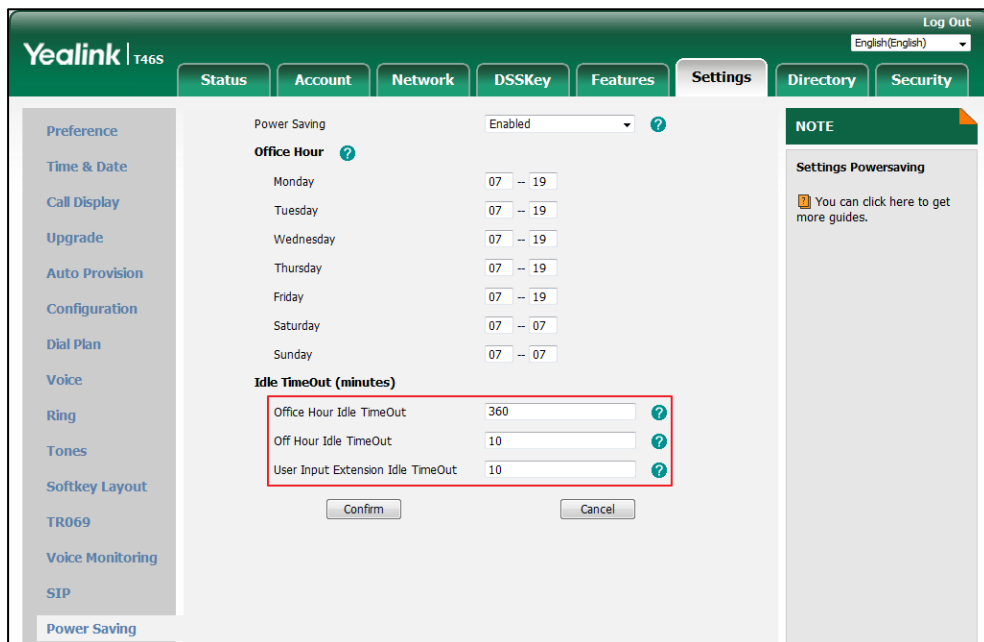 Log Out
Yealink T46S
English(English)
Status Account Network DSSKey Features Settings Directory Security
Preference
Time & Date
Call Display
Upgrade
Auto Provision
Configuration
Dial Plan
Voice
Ring
Tones
Softkey Layout
TR069
Voice Monitoring
SIP
Power Saving
Power Saving Enabled ?
Office Hour ?
Monday 07 -- 19
Tuesday 07 -- 19
Wednesday 07 -- 19
Thursday 07 -- 19
Friday 07 -- 19
Saturday 07 -- 07
Sunday 07 -- 07
Idle TimeOut (minutes)
Office Hour Idle TimeOut 360 ?
Off Hour Idle TimeOut 10 ?
User Input Extension Idle TimeOut 10 ?
Confirm Cancel
NOTE
Settings Powersaving
? You can click here to get
more guides.